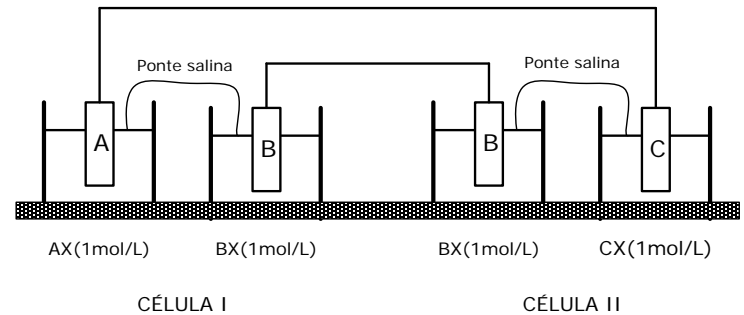 Ponte salina Ponte salina
A B B C
AX(1mol/L) BX(1mol/L) BX(1mol/L) CX(1mol/L)
CÉLULA I CÉLULA II